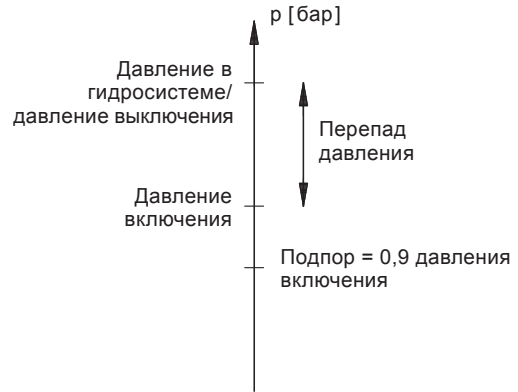 p [бар]
Давление в
гидросистеме/
давление выключения
Перепад
давления
Давление
включения
Подпор = 0,9 давления
включения